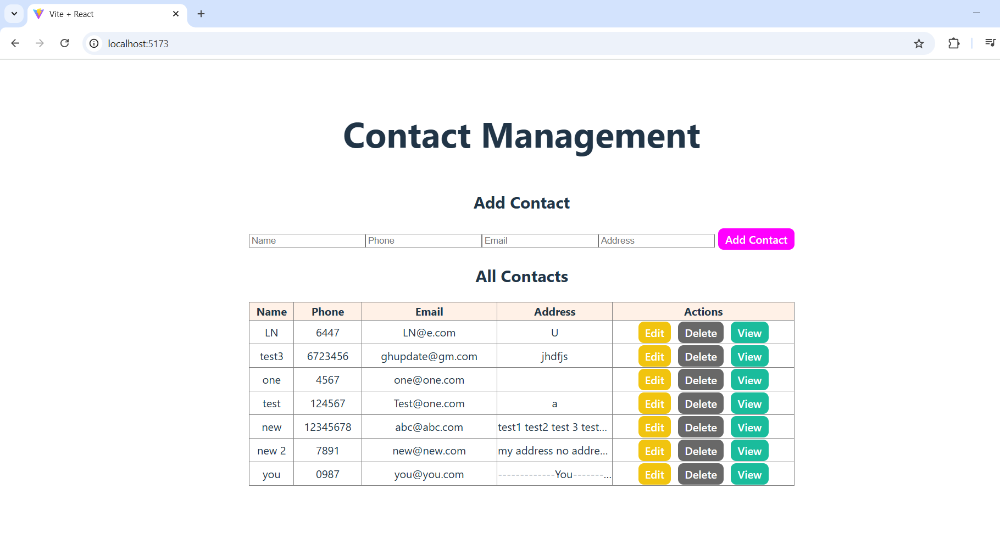 Vite + React
localhost:5173
Contact Management
Add Contact
Name Phone Email Address Add Contact
All Contacts
Name Phone Email Address Actions
LN 6447 LN@e.com U Edit Delete View
test3 6723456 ghupdate@gm.com jhdfjs Edit Delete View
one 4567 one@one.com Edit Delete View
test 124567 Test@one.com a Edit Delete View
new 12345678 abc@abc.com test1 test2 test 3 test... Edit Delete View
new 2 7891 new@new.com my address no addre... Edit Delete View
you 0987 you@you.com -------------You-------... Edit Delete View